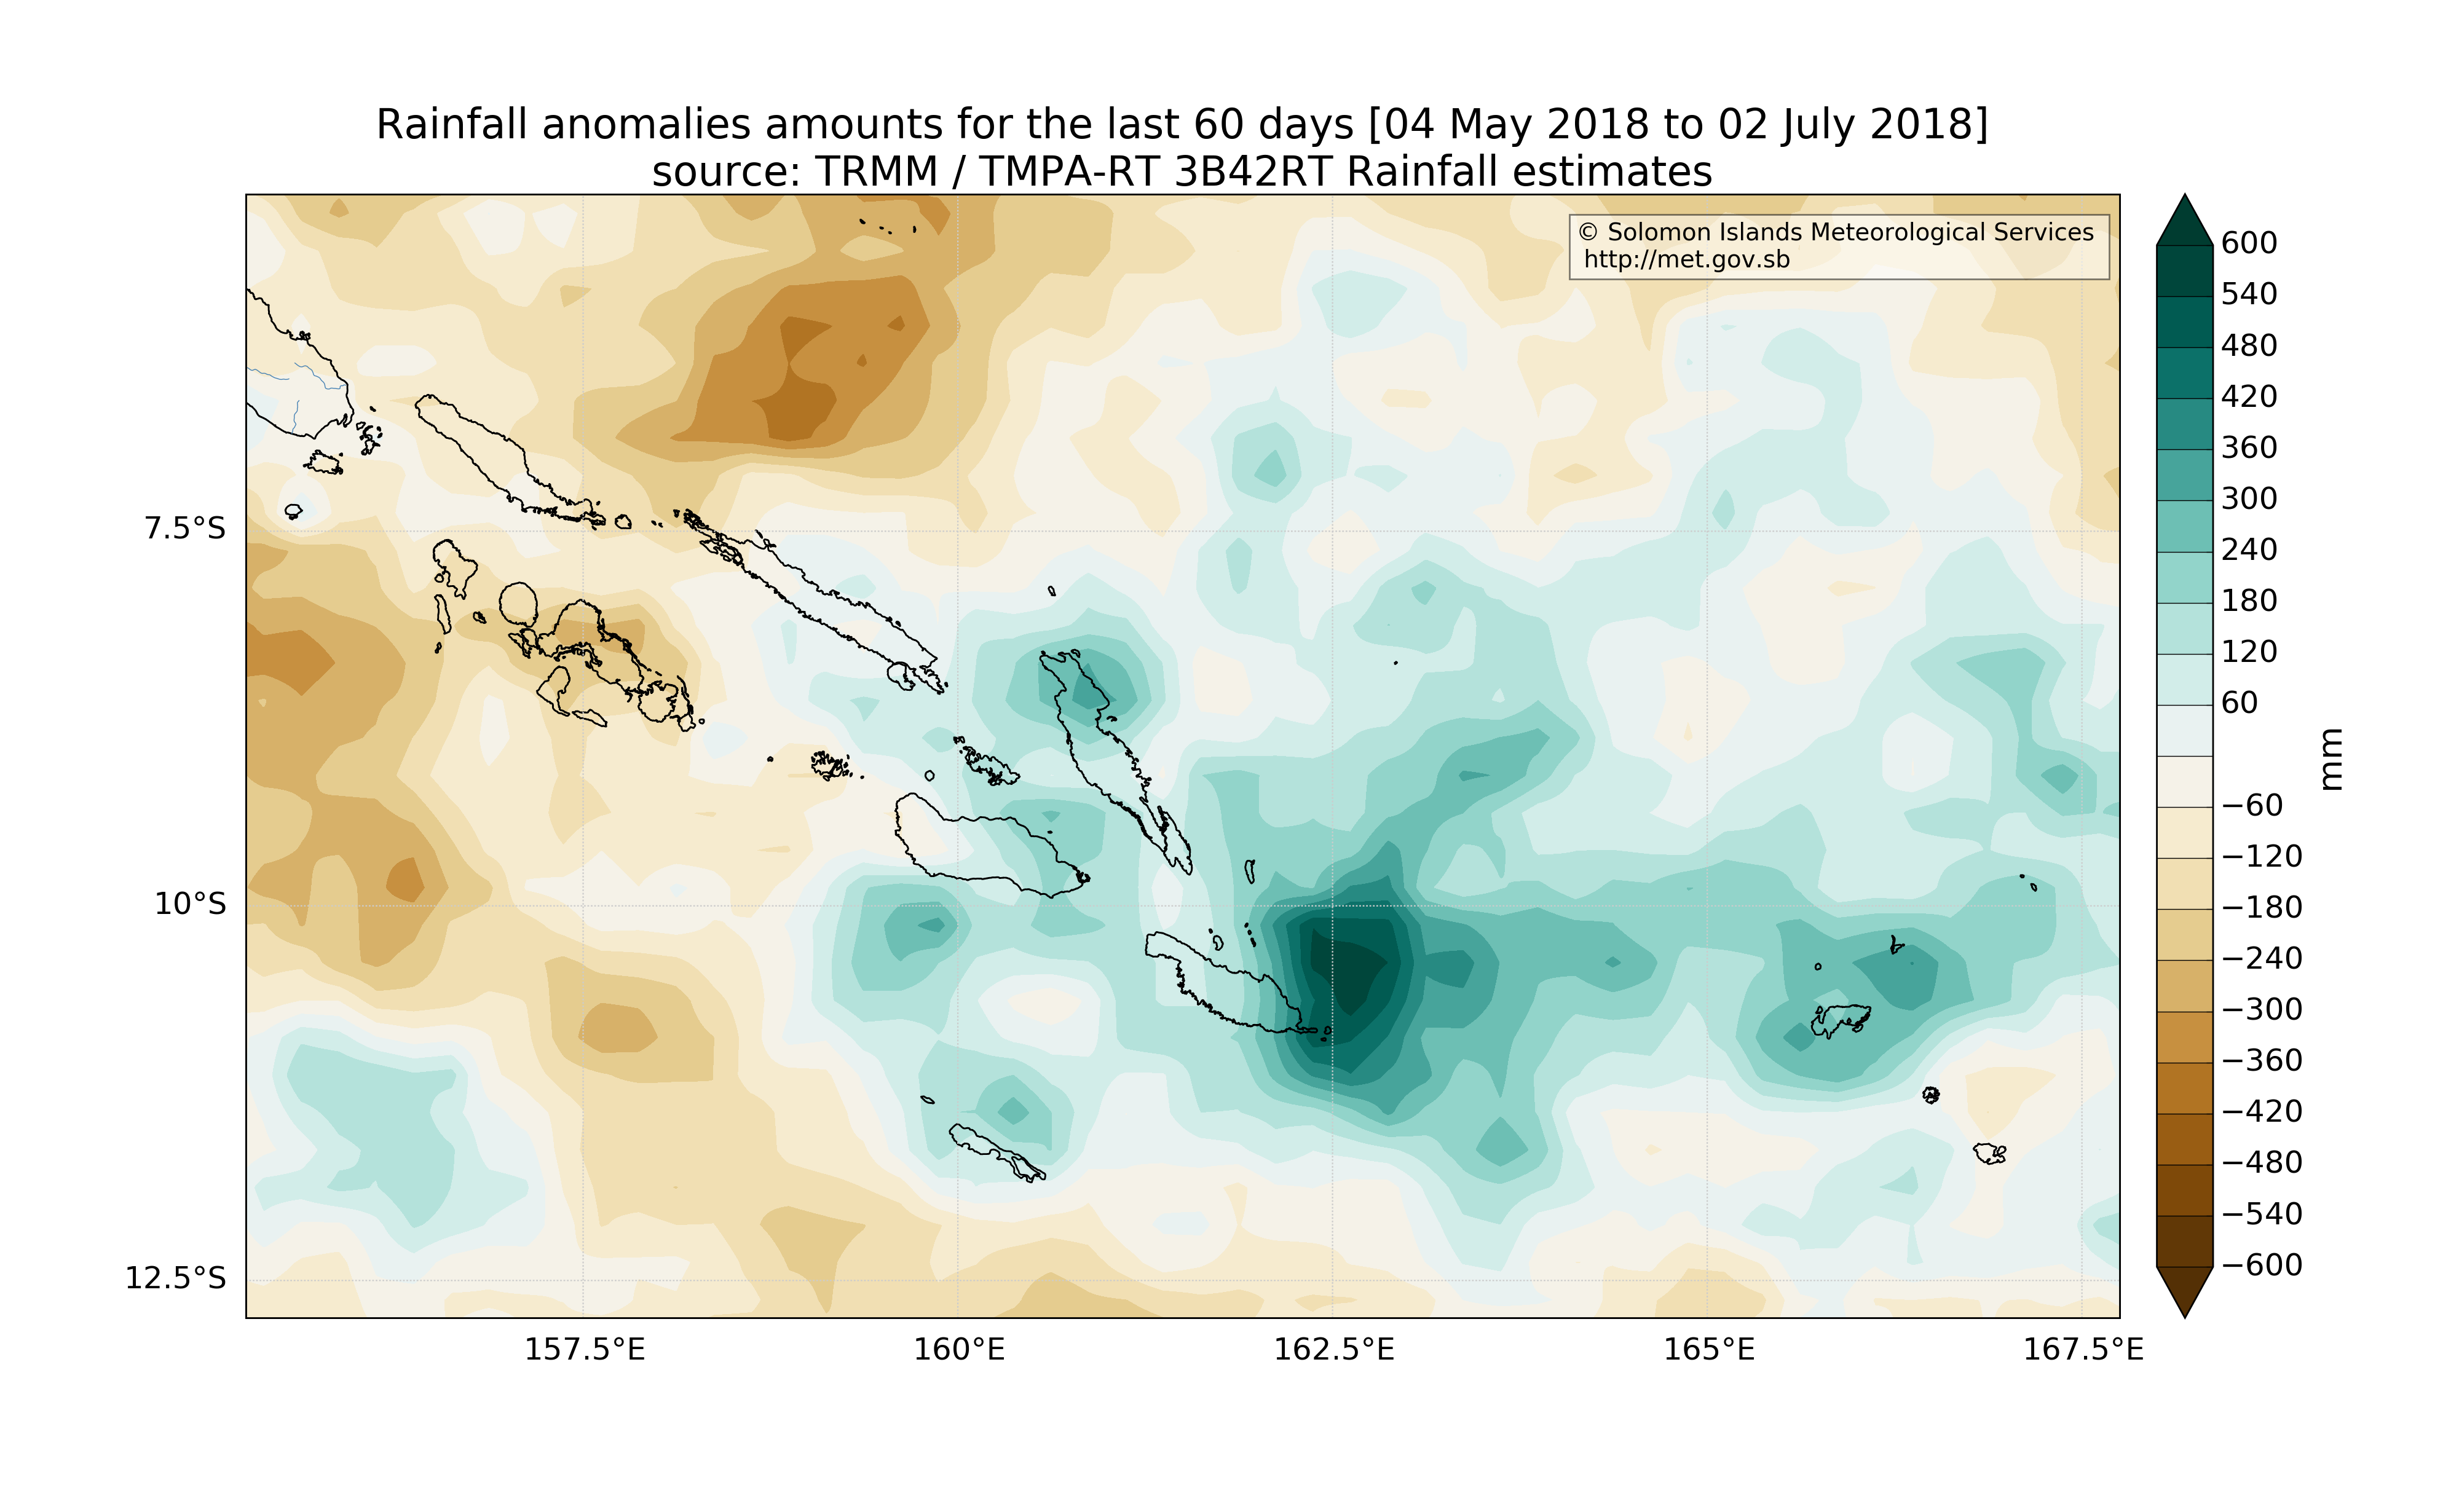 Rainfall anomalies amounts for the last 60 days [04 May 2018 to 02 July 2018]
source: TRMM / TMPA-RT 3B42RT Rainfall estimates
© Solomon Islands Meteorological Services
http://met.gov.sb
7.5°S
10°S
12.5°S
157.5°E
160°E
162.5°E
165°E
167.5°E
600
540
480
420
360
300
240
180
120
60
−60
−120
−180
−240
−300
−360
−420
−480
−540
−600
mm